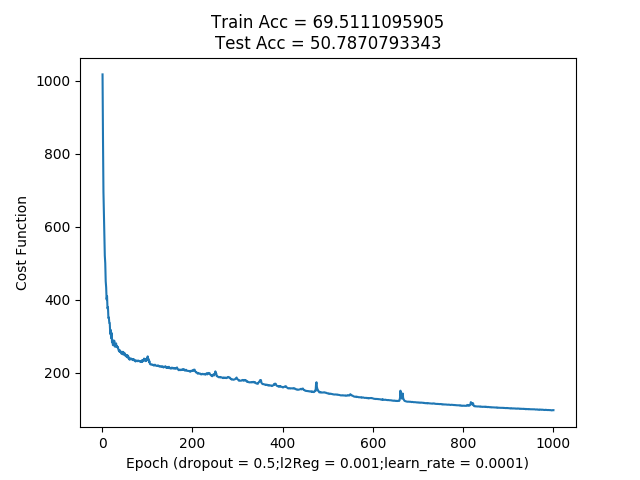 Train Acc = 69.5111095905
Test Acc = 50.7870793343
1000
800
600
400
200
Cost Function
0 200 400 600 800 1000
Epoch (dropout = 0.5;l2Reg = 0.001;learn_rate = 0.0001)